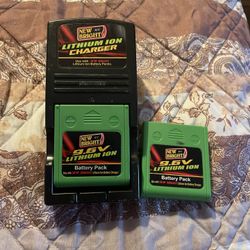 NEW
BRIGHT
LITHIUM ION
CHARGER
NEW
BRIGHT
9.6V
LITHIUM ION
Battery Pack
NEW
BRIGHT
9.6V
LITHIUM ION
Battery Pack